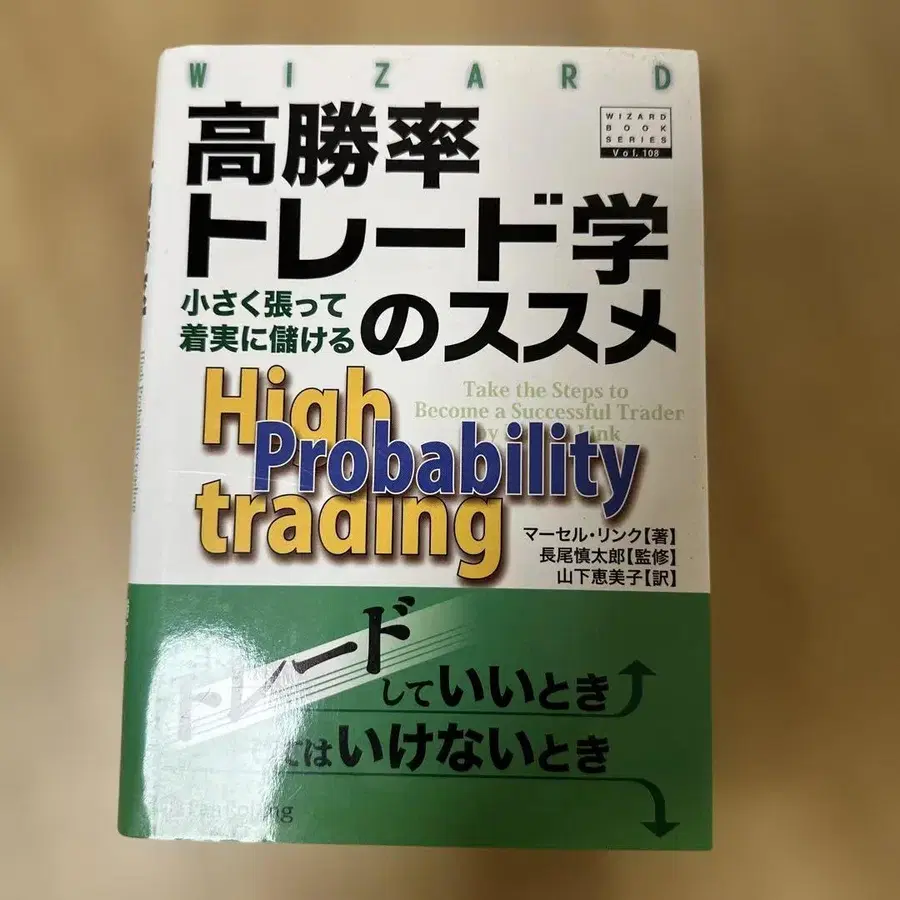 WIZARD
WIZARD
BOOK
SERIES
Vol.108
高勝率
トレード学
のススメ
小さく張って
着実に儲ける
High
Probability
trading
Take the Steps to
Become a Successful Trader
by Link
マーセル・リンク【著】
長尾慎太郎【監修】
山下恵美子【訳】
トレード
していいとき
てはいけないとき